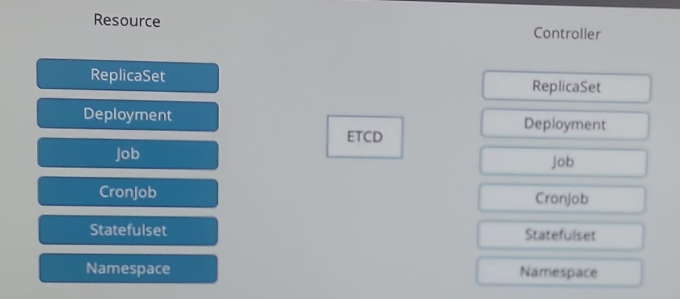 Resource
ReplicaSet
Deployment
Job
CronJob
Statefulset
Namespace
ETCD
Controller
ReplicaSet
Deployment
Job
CronJob
Statefulset
Namespace